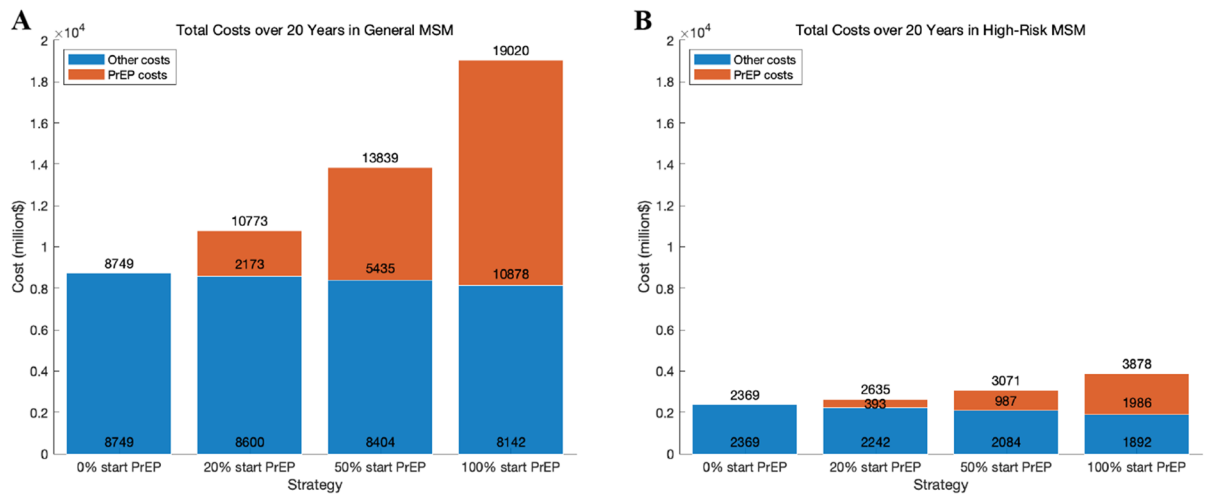 A
Total Costs over 20 Years in General MSM
×10⁴
Other costs
PrEP costs
Cost (million$)
2
1.8
1.6
1.4
1.2
1
0.8
0.6
0.4
0.2
0
8749
10773
13839
19020
2173
5435
10878
8749
8600
8404
8142
0% start PrEP
20% start PrEP
50% start PrEP
100% start PrEP
Strategy
B
Total Costs over 20 Years in High-Risk MSM
×10⁴
Other costs
PrEP costs
Cost (million$)
2
1.8
1.6
1.4
1.2
1
0.8
0.6
0.4
0.2
0
2369
2635
3071
3878
393
987
1986
2369
2242
2084
1892
0% start PrEP
20% start PrEP
50% start PrEP
100% start PrEP
Strategy